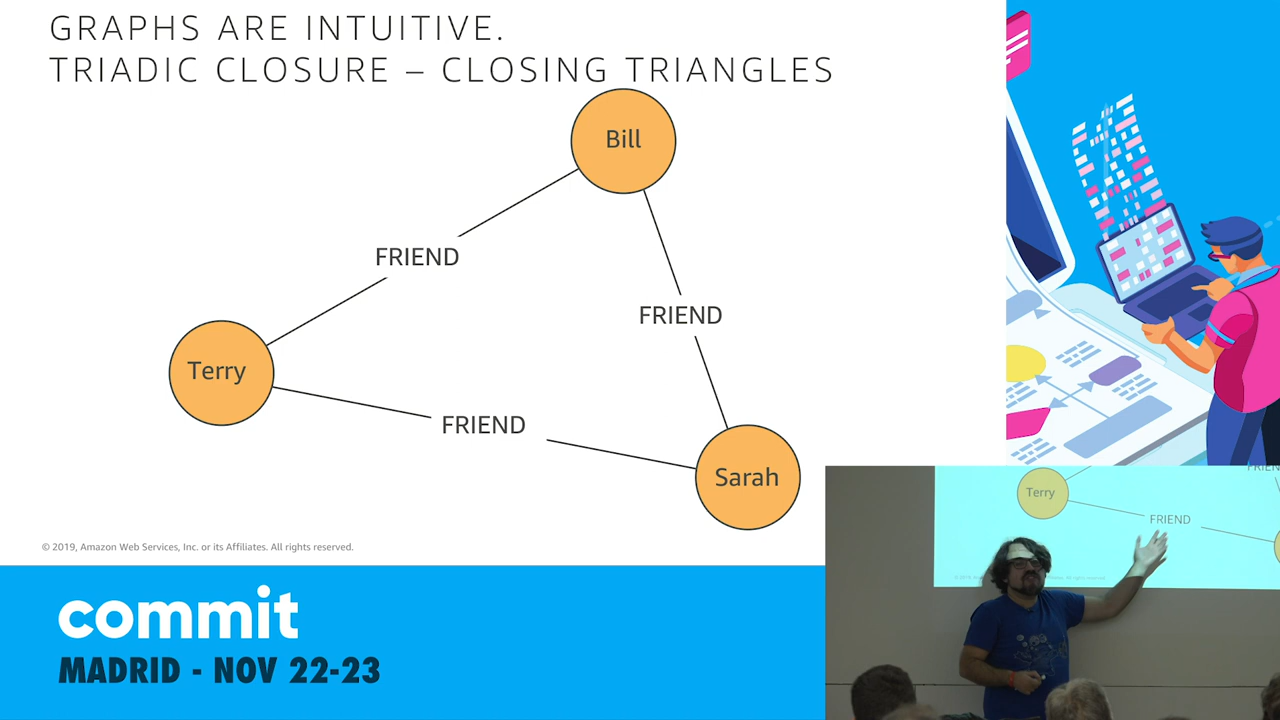 GRAPHS ARE INTUITIVE.
TRIADIC CLOSURE – CLOSING TRIANGLES
Bill
FRIEND
FRIEND
Terry
FRIEND
Sarah
© 2019, Amazon Web Services, Inc. or its Affiliates. All rights reserved.
commit
MADRID - NOV 22-23
Terry
FRIEND